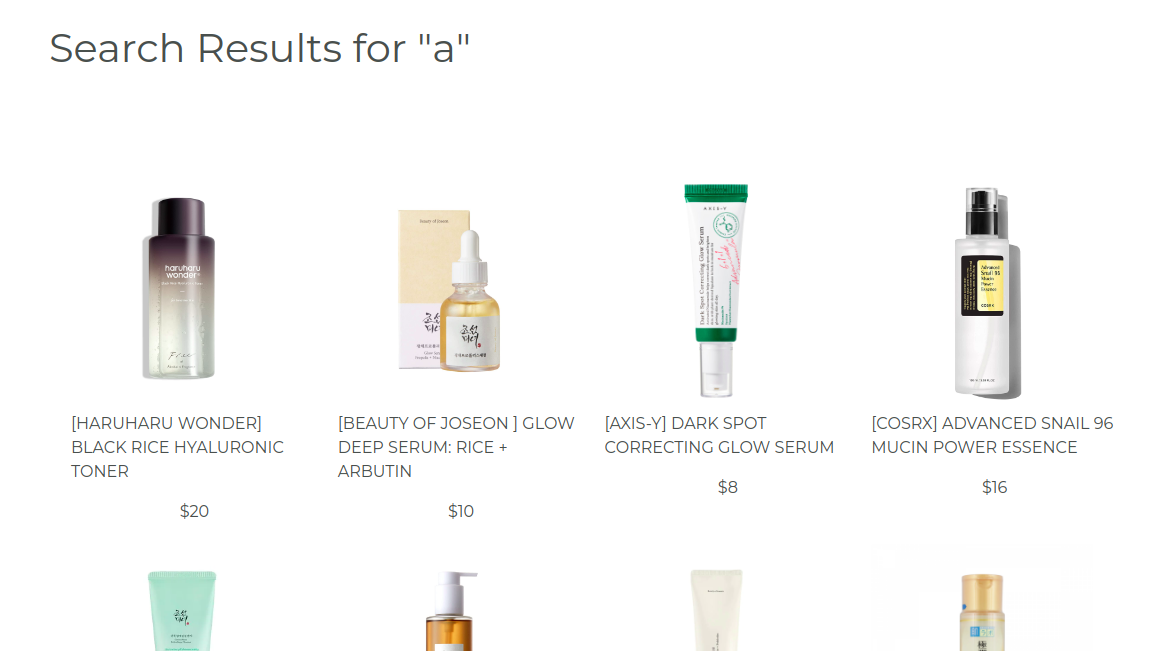 Search Results for "a"
haruharu
wonder
beauty of joseon
AXIS-Y
Dark Spot Correcting Glow Serum
Advanced
Snail 96
Mucin
Power
Essence
COSRX
[HARUHARU WONDER]
BLACK RICE HYALURONIC
TONER
$20
[BEAUTY OF JOSEON ] GLOW
DEEP SERUM: RICE +
ARBUTIN
$10
[AXIS-Y] DARK SPOT
CORRECTING GLOW SERUM
$8
[COSRX] ADVANCED SNAIL 96
MUCIN POWER ESSENCE
$16